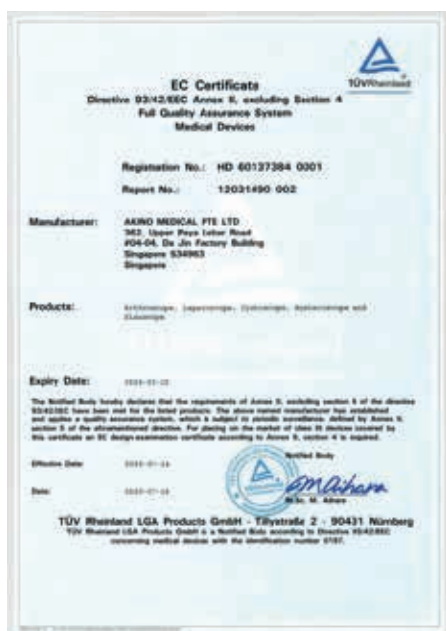 TÜVRheinland
EC Certificate
Directive 93/42/EEC Annex II, excluding Section 4
Full Quality Assurance System
Medical Devices
Registration No.: HD 60137384 0001
Report No.: 12031490 002
Manufacturer: AKINO MEDICAL PTE LTD
362, Upper Paya Lebar Road
#04-04, Da Jin Factory Building
Singapore 534963
Singapore
Products:
Expiry Date:
The Notified Body hereby declares that the requirements of Annex II, excluding section 4 of the directive
93/42/EEC have been met for the listed products. The above named manufacturer has established
and applies a quality assurance system, which is subject to periodic surveillance, defined by Annex II,
section 5 of the aforementioned directive. For placing on the market of class III devices covered by
this certificate an EC design-examination certificate according to Annex II, section 4 is required.
Effective Date:
Notified Body
Date:
TÜV Rheinland LGA Products GmbH - Tillystraße 2 - 90431 Nürnberg
TÜV Rheinland LGA Products GmbH is a Notified Body according to Directive 93/42/EEC
concerning medical devices with the identification number 0197.